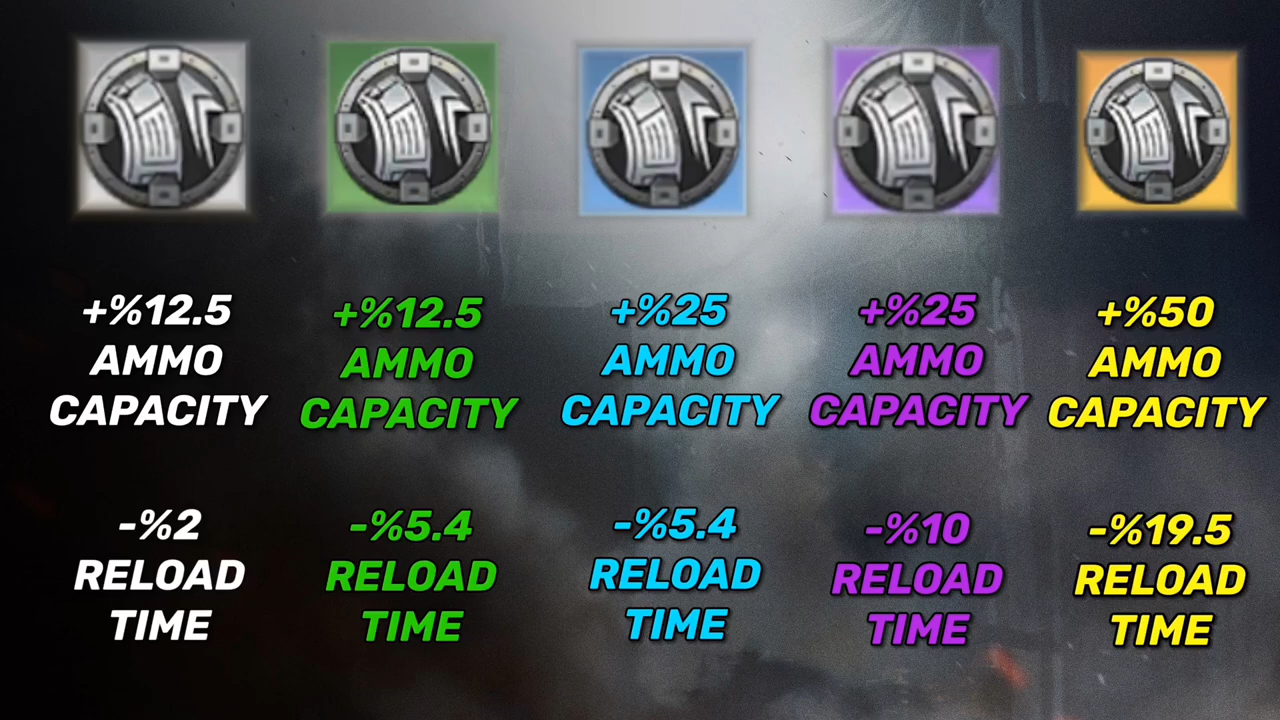 +%12.5
AMMO
CAPACITY
+%12.5
AMMO
CAPACITY
+%25
AMMO
CAPACITY
+%25
AMMO
CAPACITY
+%50
AMMO
CAPACITY
-%2
RELOAD
TIME
-%5.4
RELOAD
TIME
-%5.4
RELOAD
TIME
-%10
RELOAD
TIME
-%19.5
RELOAD
TIME